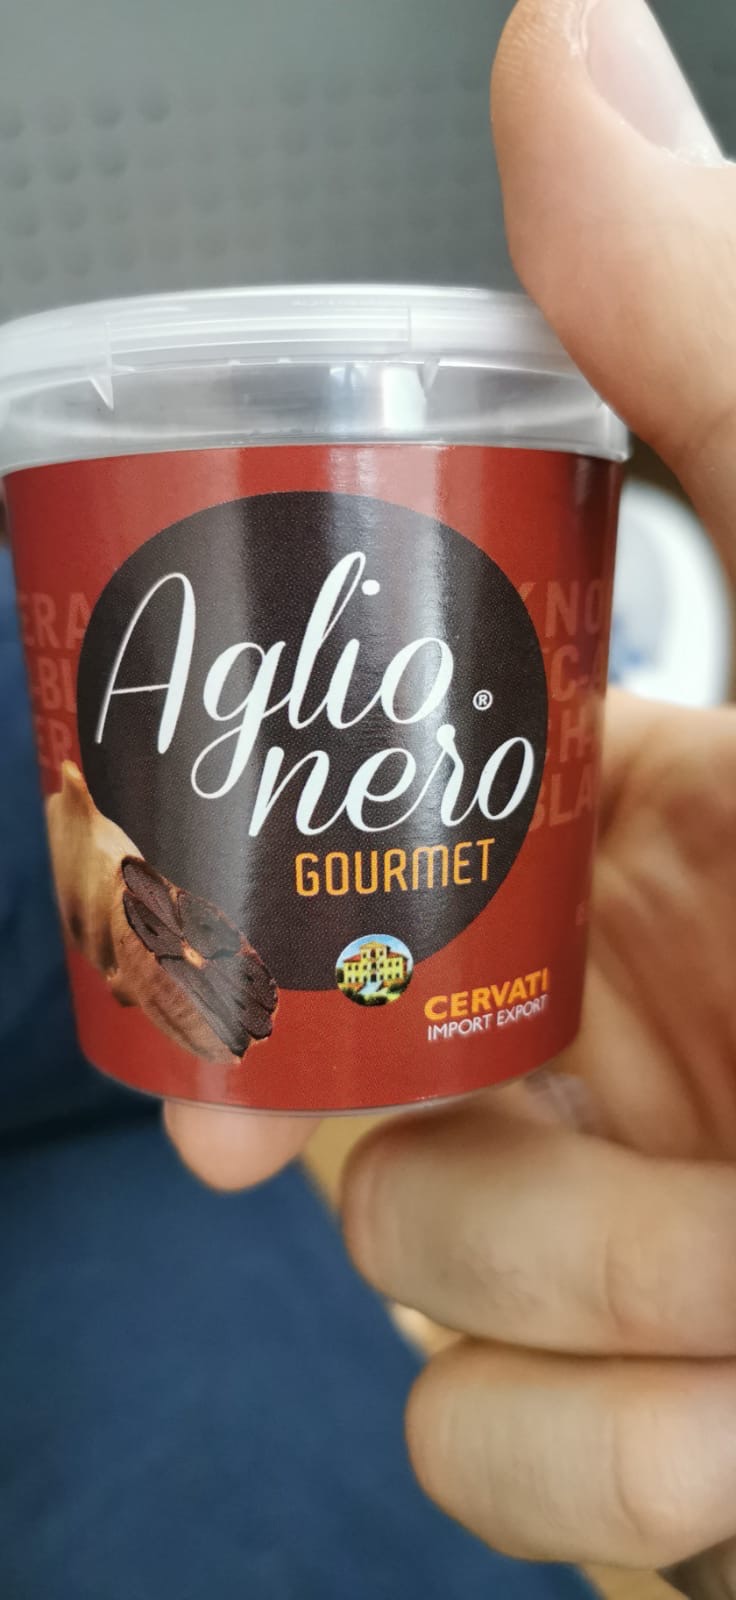 Aglio
nero®
GOURMET
CERVATI
IMPORT EXPORT